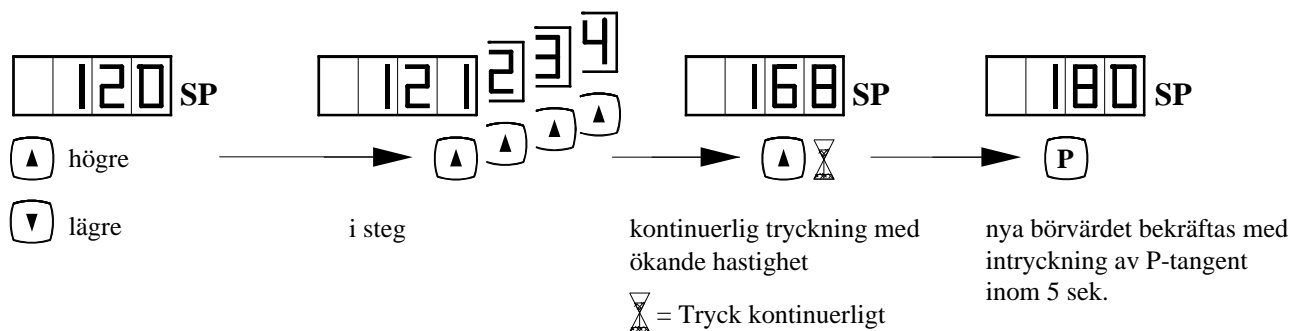 120 SP
121 2 3 4
168 SP
180 SP
högre
lägre
i steg
kontinuerlig tryckning med
ökande hastighet
= Tryck kontinuerligt
P
nya börvärdet bekräftas med
intryckning av P-tangent
inom 5 sek.